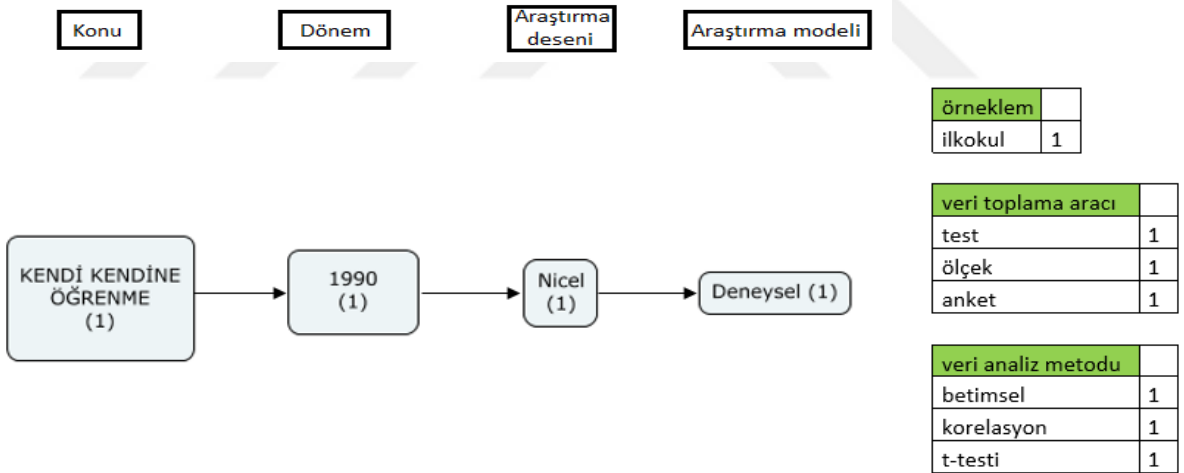 Konu
Dönem
Araştırma
deseni
Araştırma modeli
örneklem
ilkokul 1
veri toplama aracı
test 1
ölçek 1
anket 1
KENDİ KENDİNE
ÖĞRENME
(1)
1990
(1)
Nicel
(1)
Deneysel (1)
veri analiz metodu
betimsel 1
korelasyon 1
t-testi 1